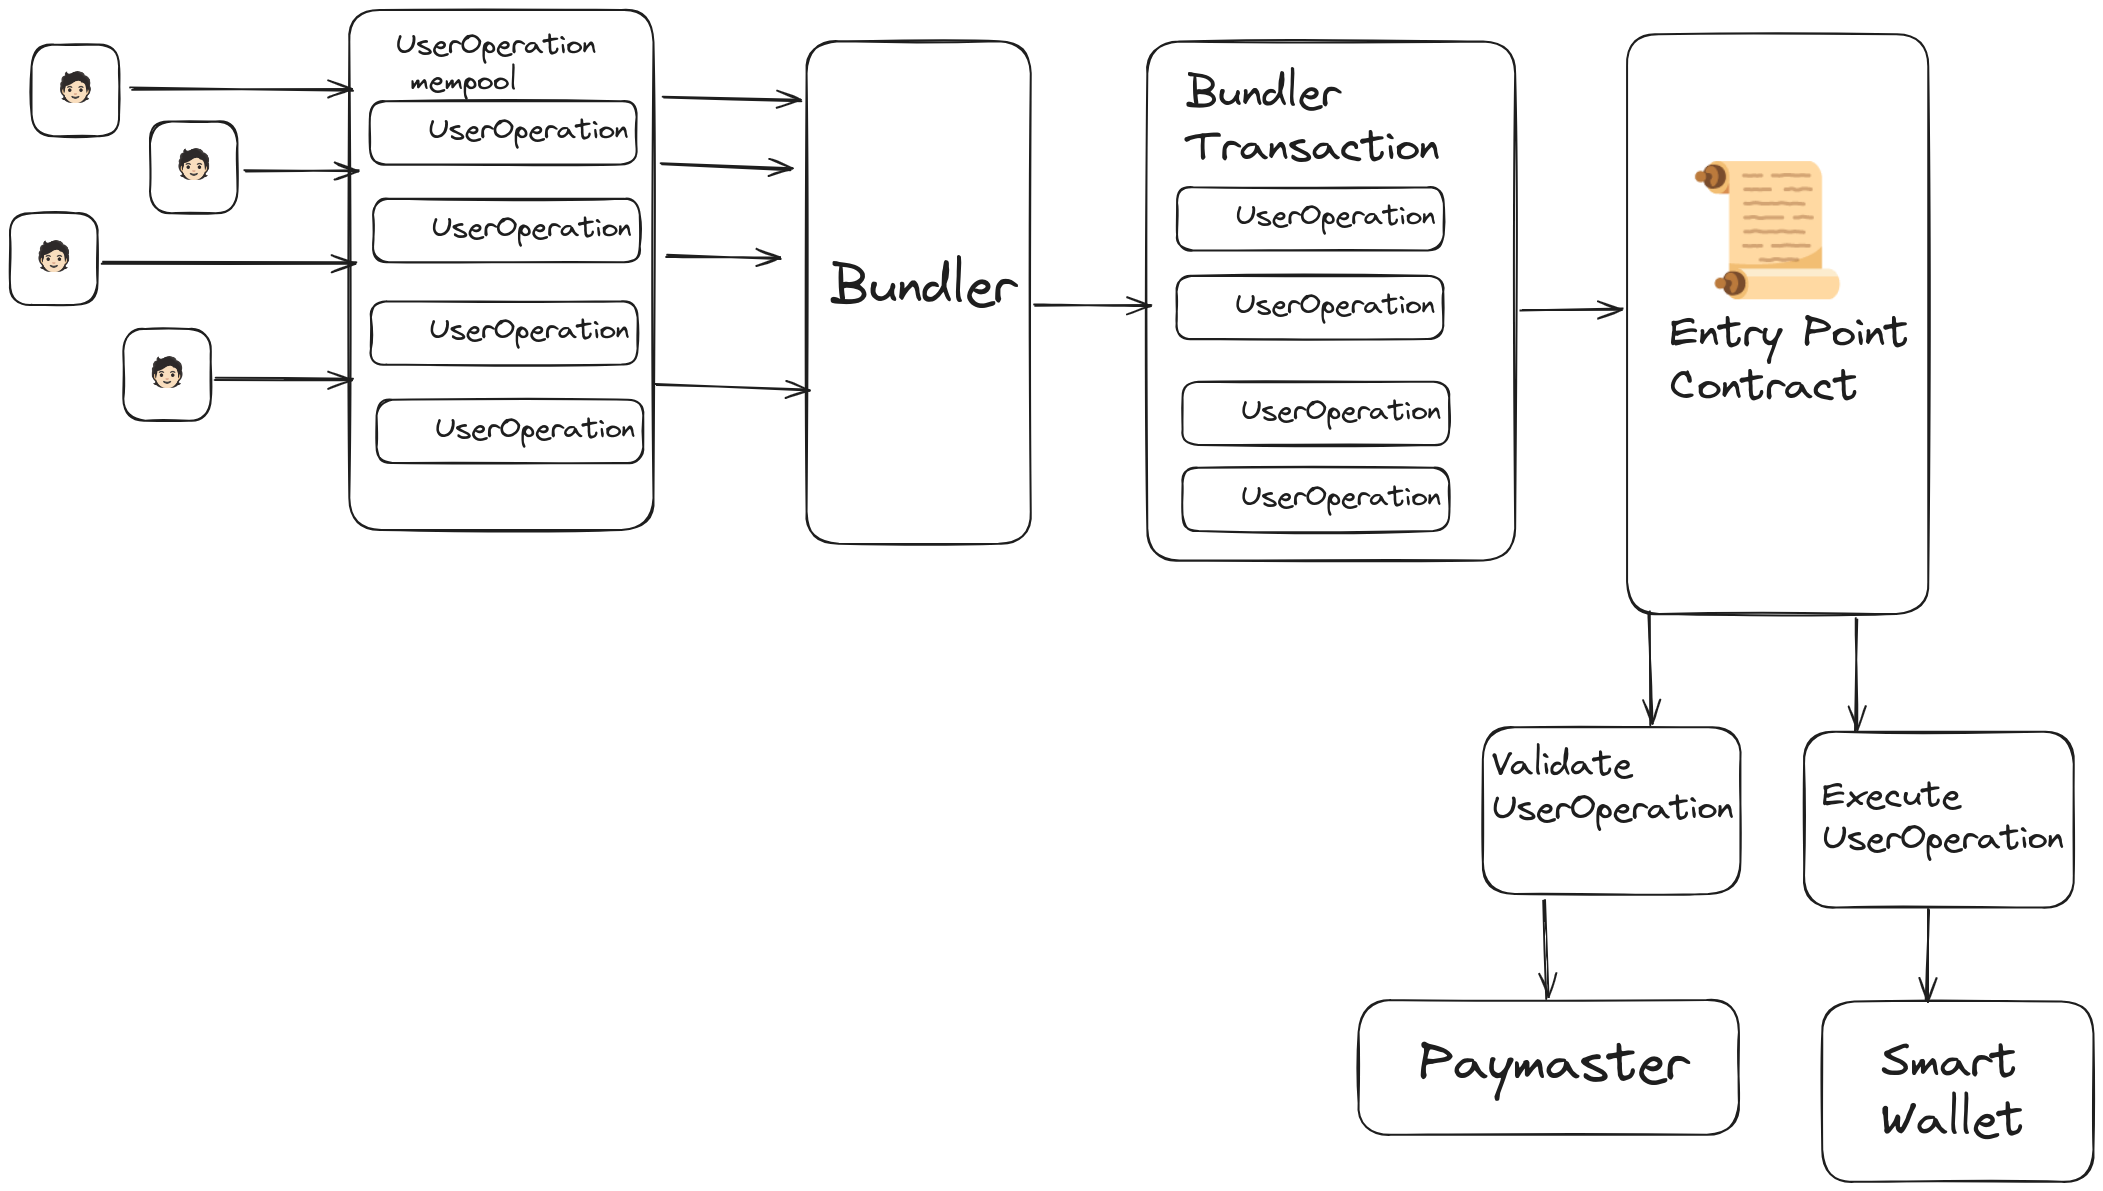 UserOperation
mempool
UserOperation
UserOperation
UserOperation
UserOperation
Bundler
Bundler
Transaction
UserOperation
UserOperation
UserOperation
UserOperation
Entry Point
Contract
Validate
UserOperation
Execute
UserOperation
Paymaster
Smart
Wallet